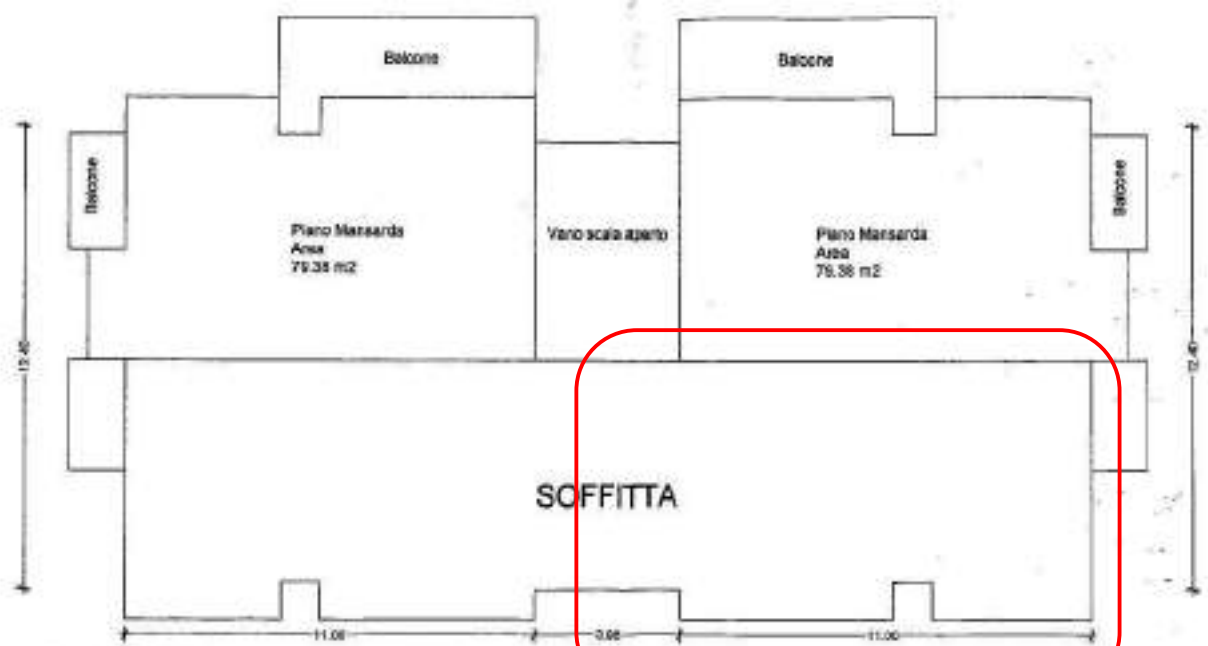 Balcone
Balcone
Balcone
Balcone
Piano Mansarda
Area
79.38 m2
Vano scala aperto
Piano Mansarda
Area
79.38 m2
12.40
12.40
SOFFITTA
11.00
11.00